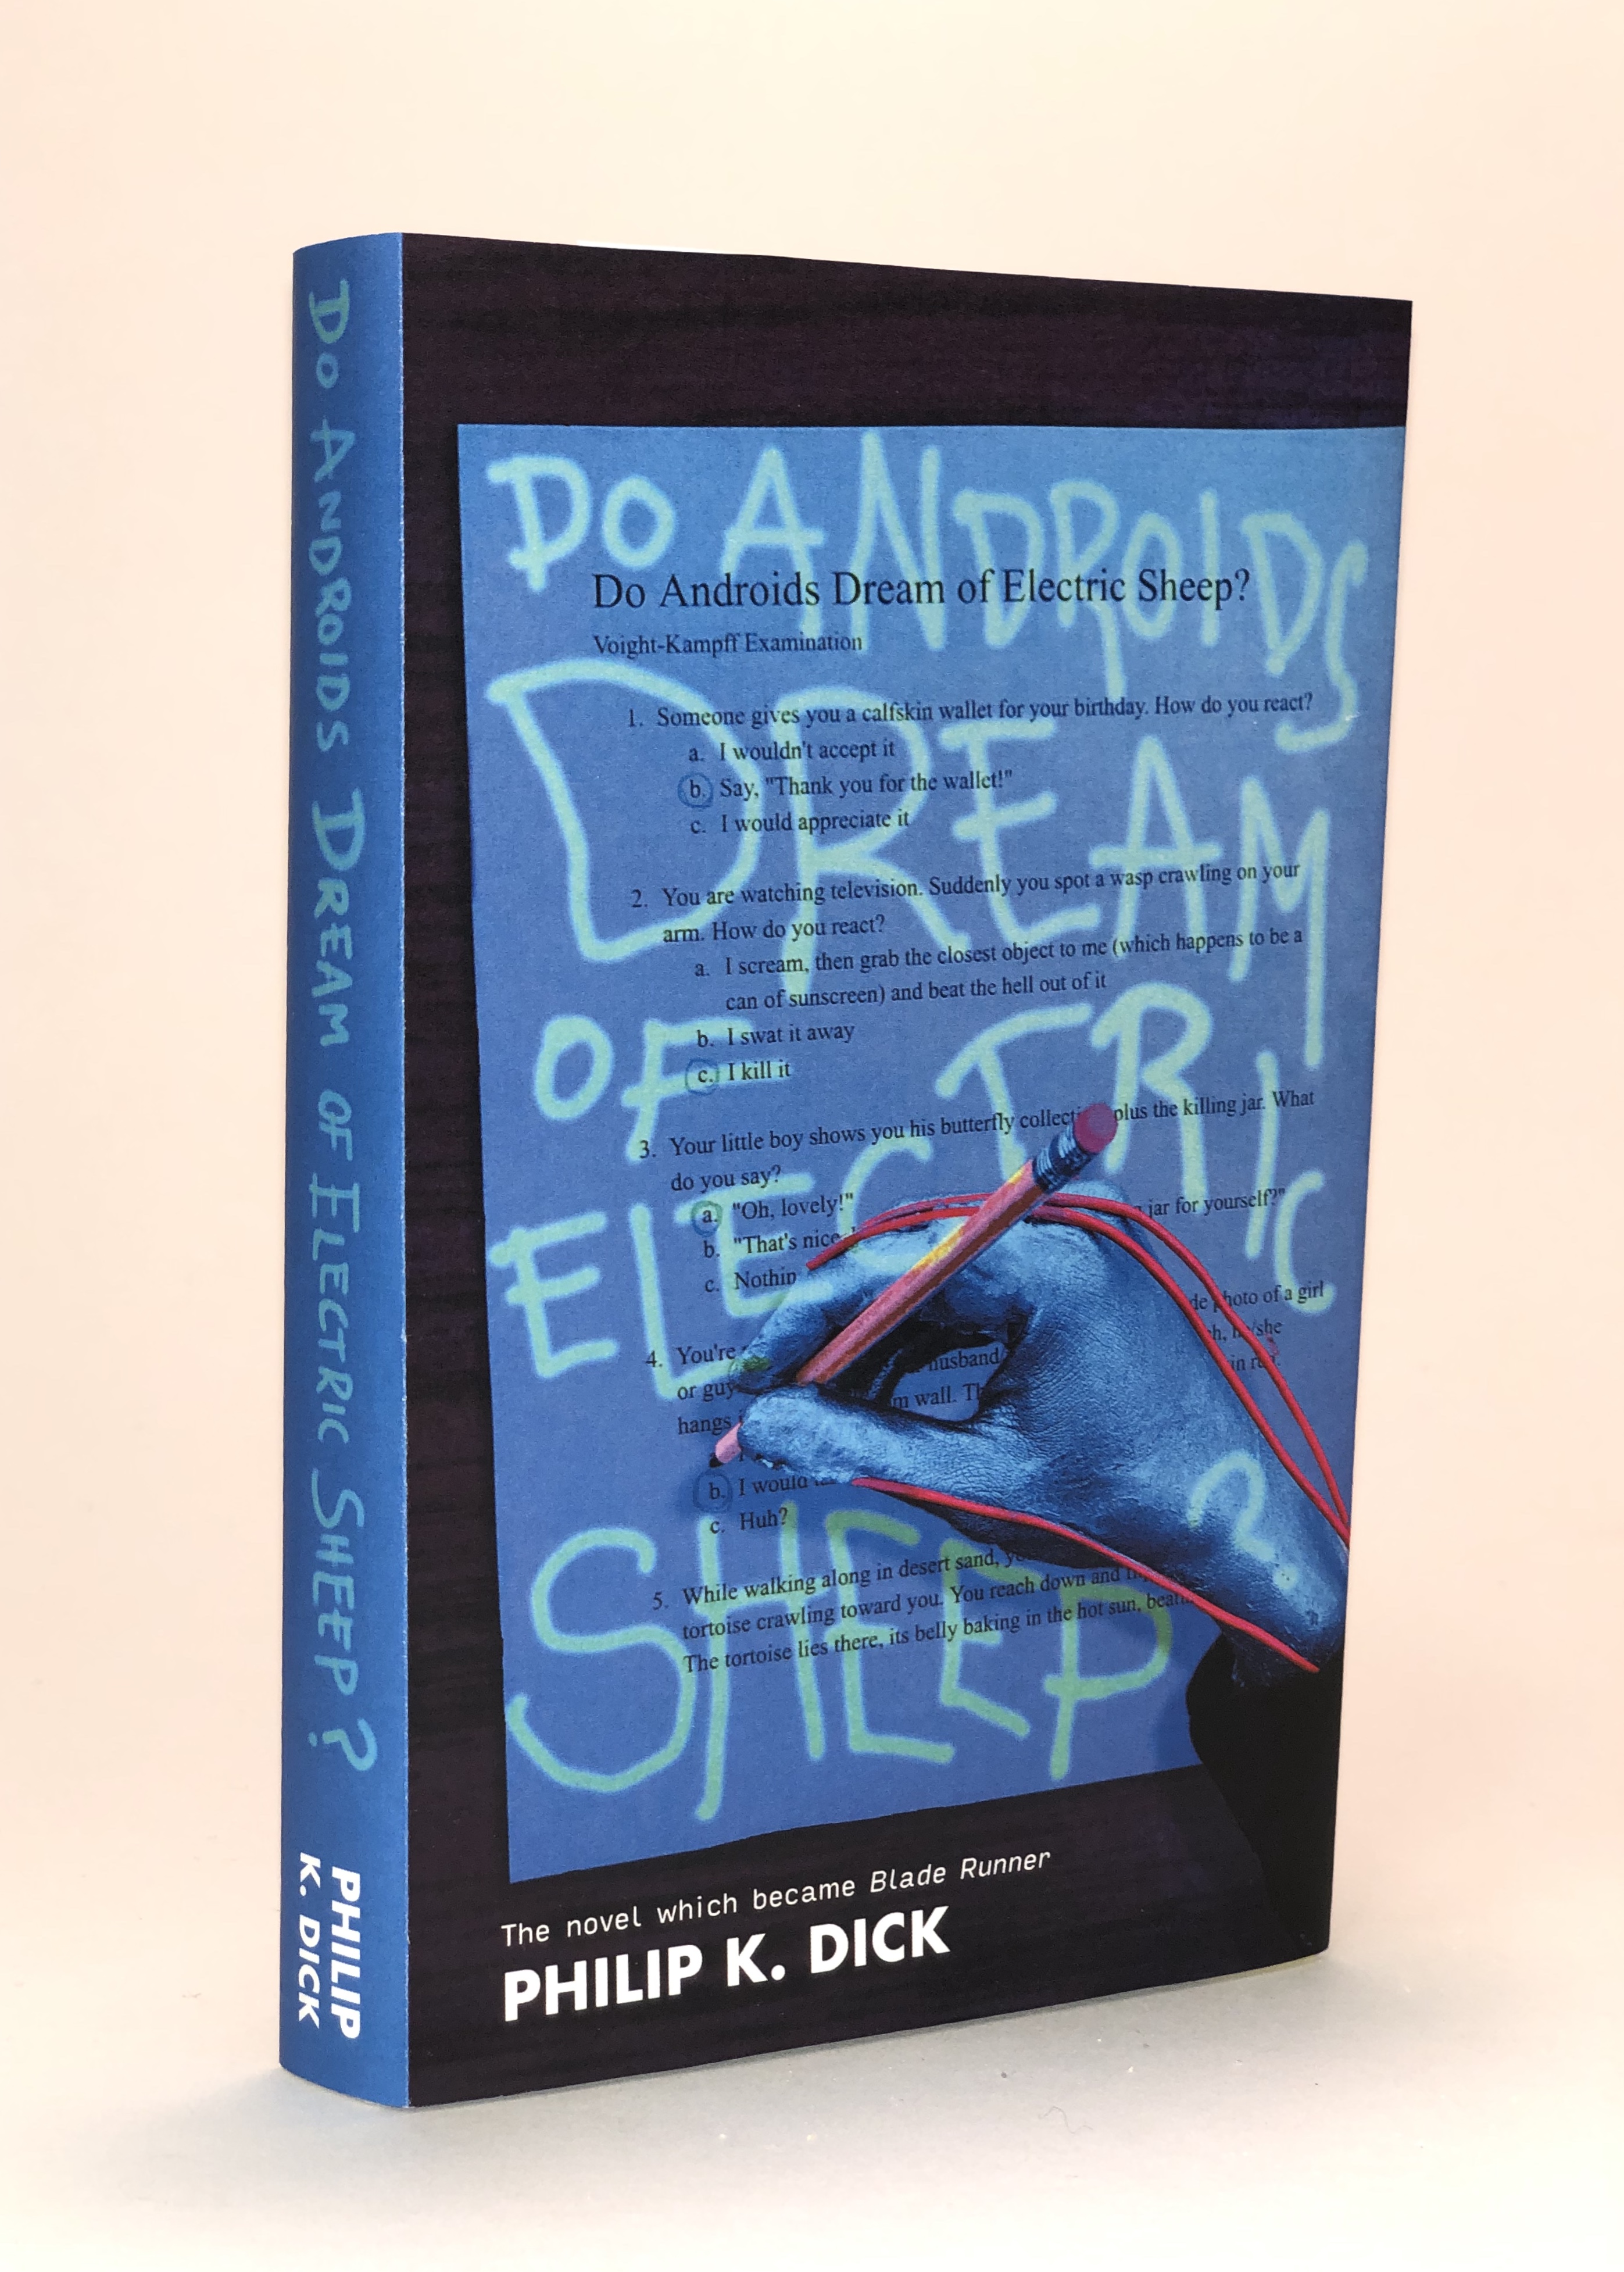 Do Androids Dream of Electric Sheep?
PHILIP
K. DICK
DO ANDROIDS
DREAM
OF
ELECTRIC
SHEEP
?
Do Androids Dream of Electric Sheep?
Voight-Kampff Examination
1. Someone gives you a calfskin wallet for your birthday. How do you react?
a. I wouldn't accept it
b. Say, "Thank you for the wallet!"
c. I would appreciate it
2. You are watching television. Suddenly you spot a wasp crawling on your
arm. How do you react?
a. I scream, then grab the closest object to me (which happens to be a
can of sunscreen) and beat the hell out of it
b. I swat it away
c. I kill it
3. Your little boy shows you his butterfly plus the killing jar. What
do you say?
a. "Oh, lovely!"
b. "That's nice jar for yourself?"
c.
4. You're photo of a girl
or guy husband
hangs wall. in
b. I would
c. Huh?
5. While walking along in desert sand,
tortoise crawling toward you. You reach down and
The tortoise lies there, its belly baking in the hot sun,
The novel which became Blade Runner
PHILIP K. DICK